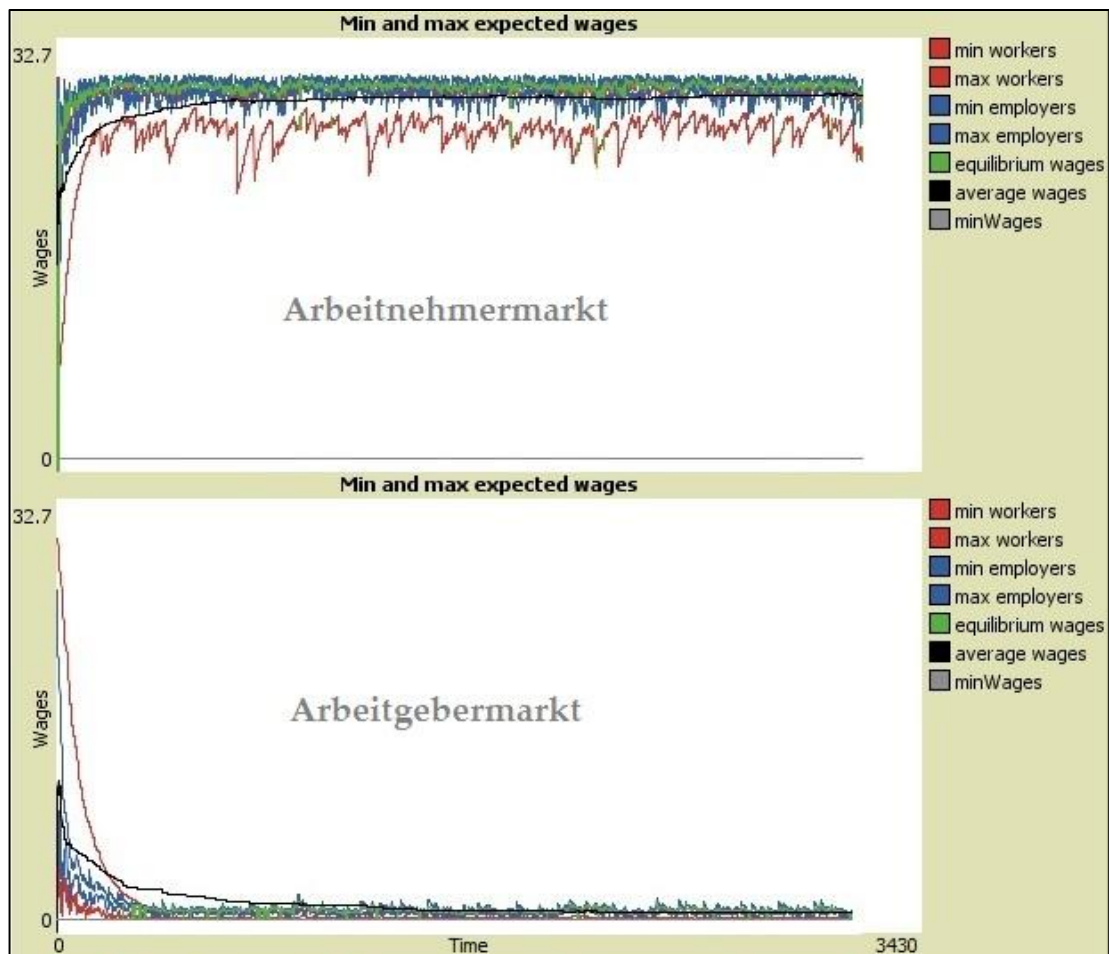 Min and max expected wages
32.7
Wages
0
Arbeitnehmermarkt
min workers
max workers
min employers
max employers
equilibrium wages
average wages
minWages
Min and max expected wages
32.7
Wages
0
Arbeitgebermarkt
min workers
max workers
min employers
max employers
equilibrium wages
average wages
minWages
0
Time
3430